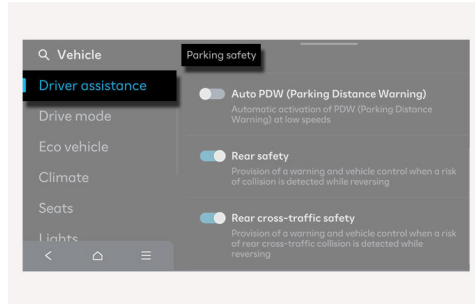 Vehicle
Parking safety
Driver assistance
Drive mode
Eco vehicle
Climate
Seats
Lights
Auto PDW (Parking Distance Warning)
Automatic activation of PDW (Parking Distance
Warning) at low speeds
Rear safety
Provision of a warning and vehicle control when a risk
of collision is detected while reversing
Rear cross-traffic safety
Provision of a warning and vehicle control when a risk
of rear cross-traffic collision is detected while
reversing